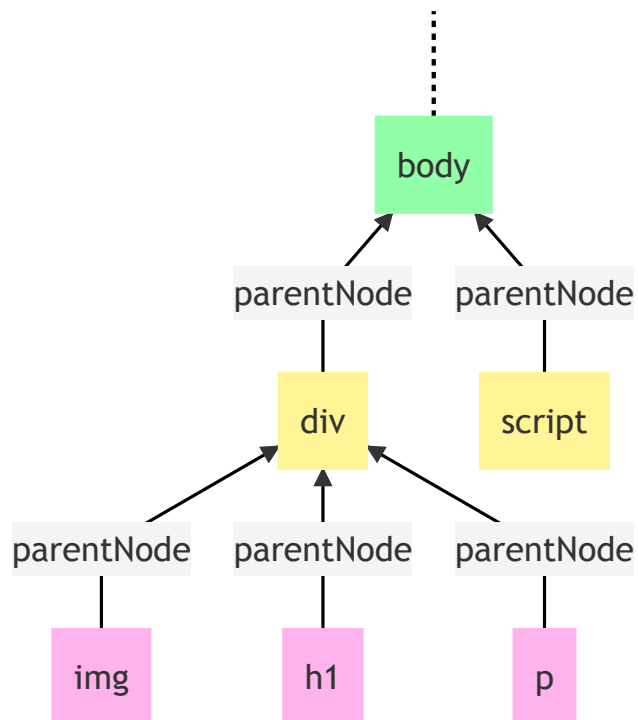 body
parentNode parentNode
div script
parentNode parentNode parentNode
img h1 p